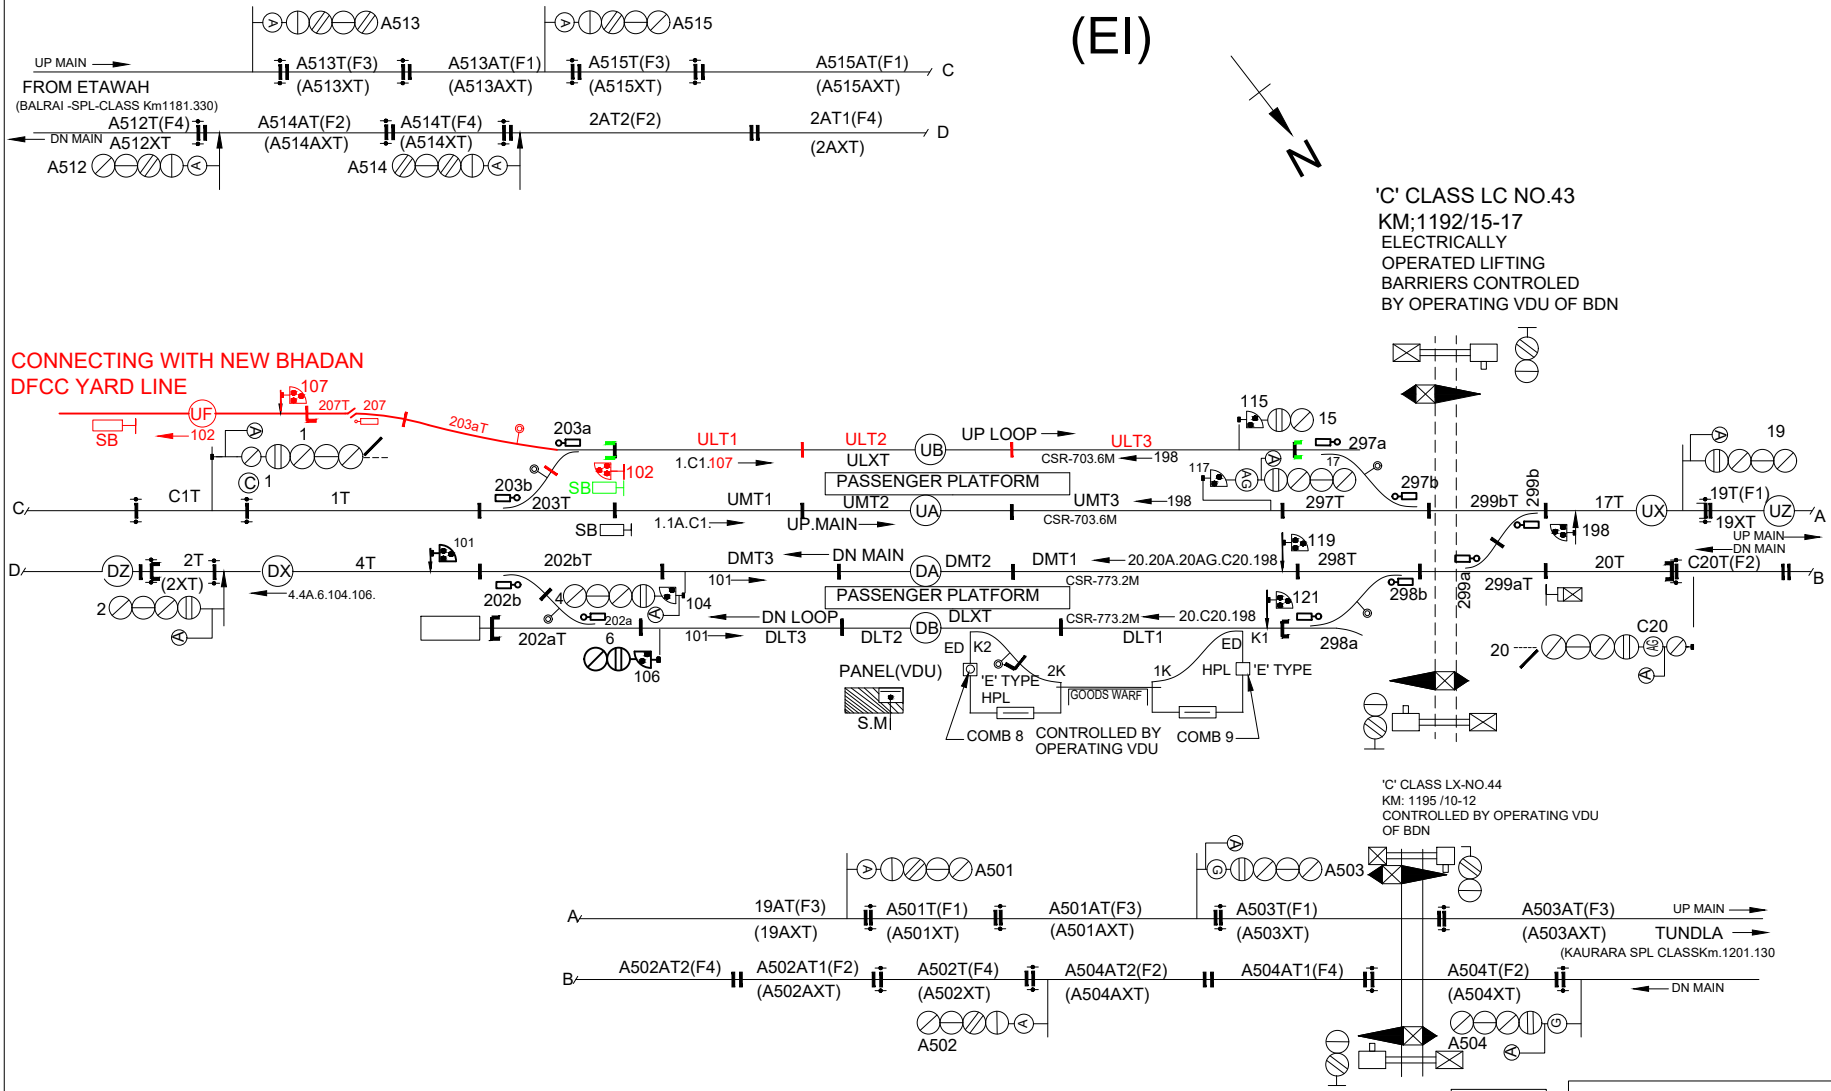 (EI)
A513
A515
UP MAIN
A513T(F3)
A513AT(F1)
A515T(F3)
A515AT(F1)
C
FROM ETAWAH
(A513XT)
(A513AXT)
(A515XT)
(A515AXT)
(BALRAI -SPL-CLASS Km1181.330)
A512T(F4)
A514AT(F2)
A514T(F4)
2AT2(F2)
2AT1(F4)
D
DN MAIN
A512XT
(A514AXT)
(A514XT)
(2AXT)
A512
A514
N
'C' CLASS LC NO.43
KM;1192/15-17
ELECTRICALLY
OPERATED LIFTING
BARRIERS CONTROLED
BY OPERATING VDU OF BDN
CONNECTING WITH NEW BHADAN
DFCC YARD LINE
107
207T
207
UF
SB
102
203aT
203a
1
A
C
1
203b
ULT1
ULT2
UB
UP LOOP
ULT3
115
15
297a
1.C1.107
ULXT
CSR-703.6M
198
102
SB
PASSENGER PLATFORM
117
AG
A
17
297b
299b
A
19
C
C1T
1T
203T
UMT1
UMT2
UMT3
198
297T
299bT
17T
UX
19T(F1)
UZ
A
SB
1.1A.C1.
UP.MAIN
UA
CSR-703.6M
198
19XT
UP MAIN
DN MAIN
101
DMT3
DN MAIN
DMT2
DMT1
20.20A.20AG.C20.198
119
298T
D
DZ
2T
DX
4T
202bT
DA
CSR-773.2M
299a
299aT
20T
C20T(F2)
B
(2XT)
4.4A.6.104.106.
101
202b
4
104
A
PASSENGER PLATFORM
298b
2
A
202a
DN LOOP
DLXT
20.C20.198
121
202aT
6
101
DLT3
DLT2
DB
CSR-773.2M
DLT1
K1
298a
C20
20
AG
A
106
ED
K2
ED
PANEL(VDU)
'E' TYPE
HPL
2K
1K
HPL
'E' TYPE
GOODS WARF
S.M
COMB 8
CONTROLLED BY
OPERATING VDU
COMB 9
'C' CLASS LX-NO.44
KM: 1195 /10-12
CONTROLLED BY OPERATING VDU
OF BDN
A
A501
A
G
A503
A
19AT(F3)
A501T(F1)
A501AT(F3)
A503T(F1)
A503AT(F3)
UP MAIN
(19AXT)
(A501XT)
(A501AXT)
(A503XT)
(A503AXT)
TUNDLA
(KAURARA SPL CLASSKm.1201.130
B
A502AT2(F4)
A502AT1(F2)
A502T(F4)
A504AT2(F2)
A504AT1(F4)
A504T(F2)
DN MAIN
(A502AXT)
(A502XT)
(A504AXT)
(A504XT)
A
A502
A504
G
A